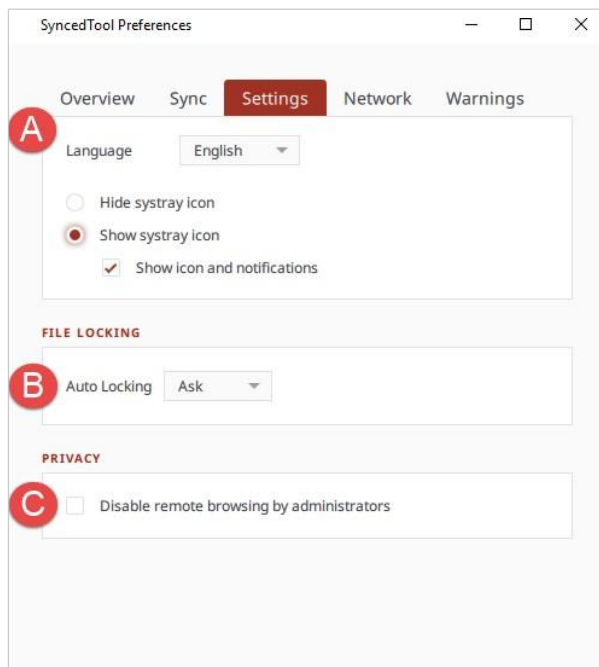 SyncedTool Preferences
Overview Sync Settings Network Warnings
A
Language English
Hide systray icon
Show systray icon
Show icon and notifications
FILE LOCKING
B
Auto Locking Ask
PRIVACY
C
Disable remote browsing by administrators